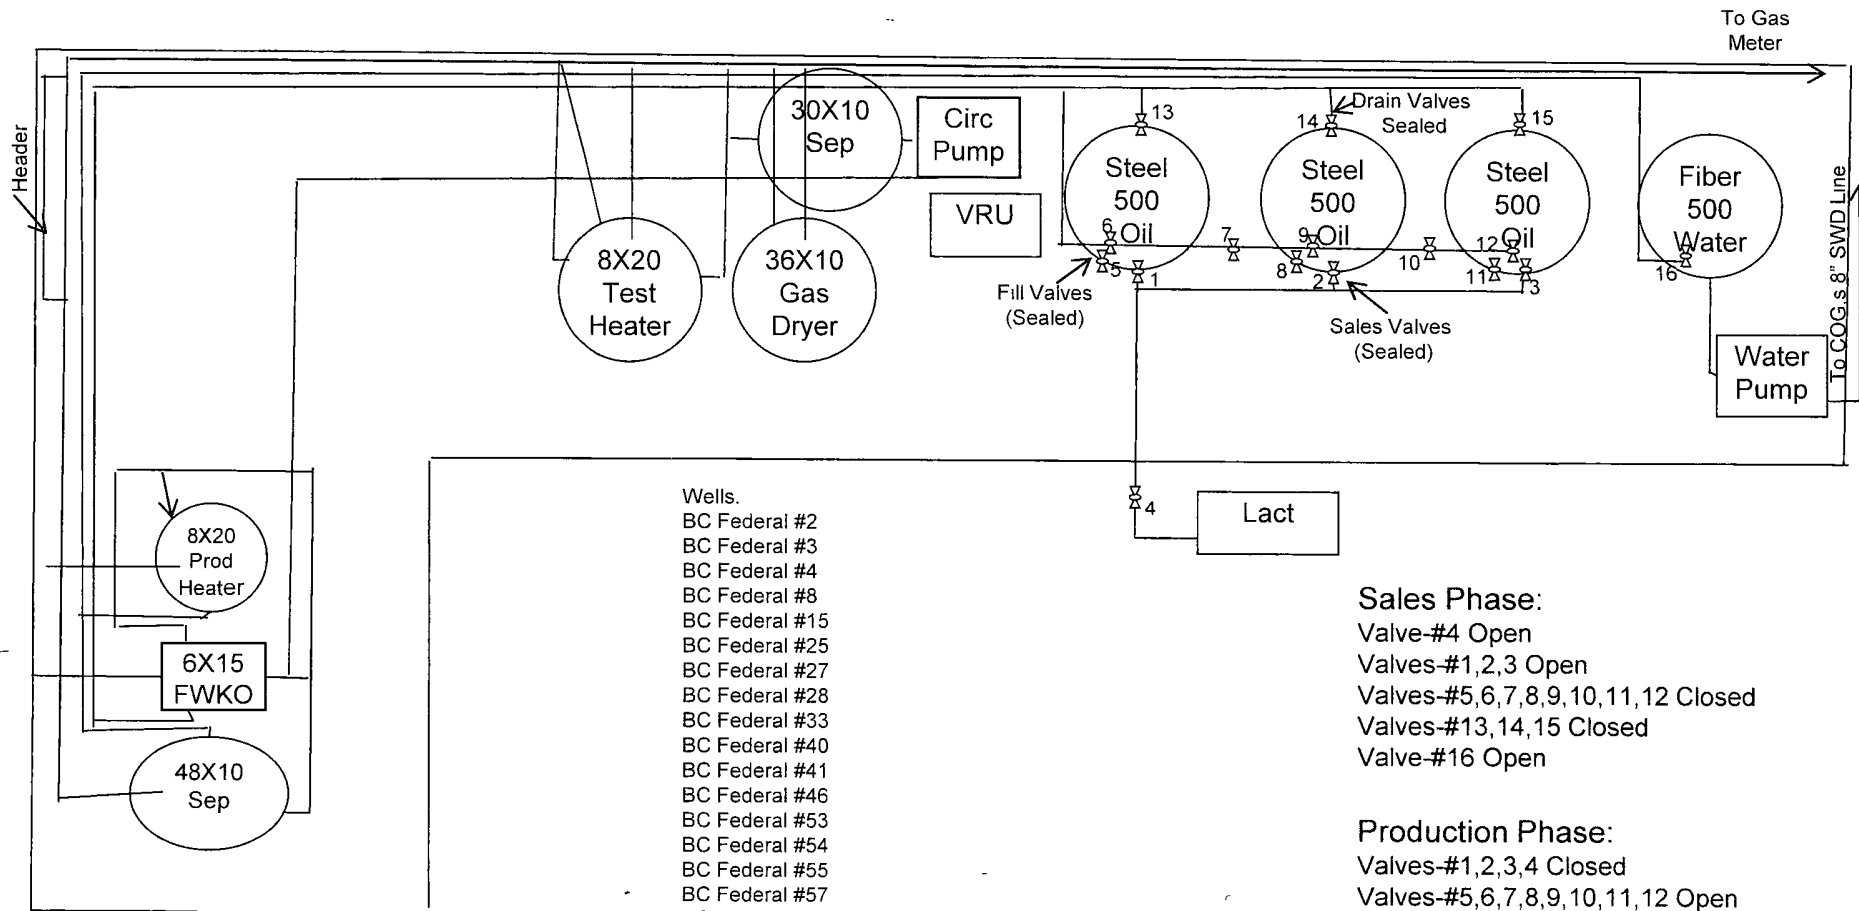 To Gas
Meter
Header
30X10
Sep
Circ
Pump
VRU
8X20
Test
Heater
36X10
Gas
Dryer
13
Steel
500
Oil
6
5
1
Fill Valves
(Sealed)
7
Drain Valves
Sealed
14
Steel
500
Oil
9
8
2
Sales Valves
(Sealed)
10
15
Steel
500
Oil
12
11
3
Fiber
500
Water
16
To COG,s 8" SWD Line
Water
Pump
4
Lact
8X20
Prod
Heater
6X15
FWKO
48X10
Sep
Wells.
BC Federal #2
BC Federal #3
BC Federal #4
BC Federal #8
BC Federal #15
BC Federal #25
BC Federal #27
BC Federal #28
BC Federal #33
BC Federal #40
BC Federal #41
BC Federal #46
BC Federal #53
BC Federal #54
BC Federal #55
BC Federal #57
Sales Phase:
Valve-#4 Open
Valves-#1,2,3 Open
Valves-#5,6,7,8,9,10,11,12 Closed
Valves-#13,14,15 Closed
Valve-#16 Open
Production Phase:
Valves-#1,2,3,4 Closed
Valves-#5,6,7,8,9,10,11,12 Open